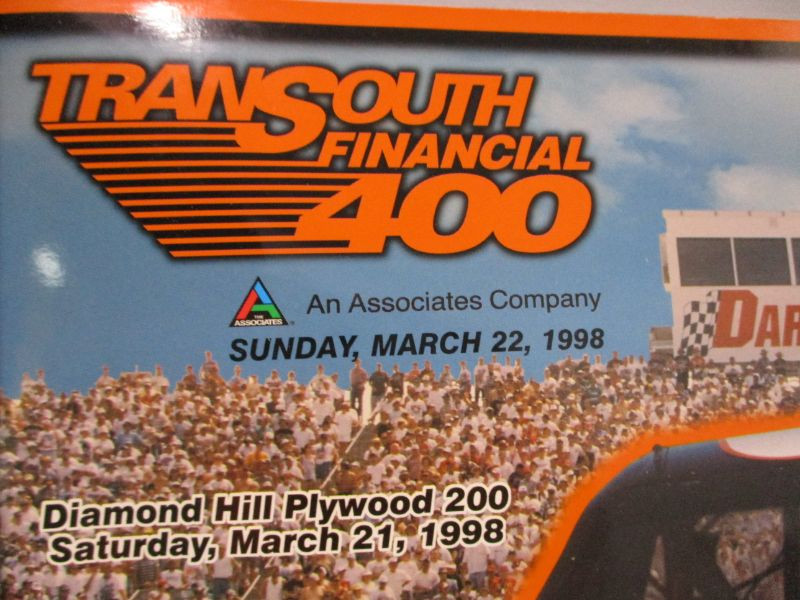 TRANSOUTH
FINANCIAL
400
THE
ASSOCIATES
An Associates Company
SUNDAY, MARCH 22, 1998
DAR
Diamond Hill Plywood 200
Saturday, March 21, 1998